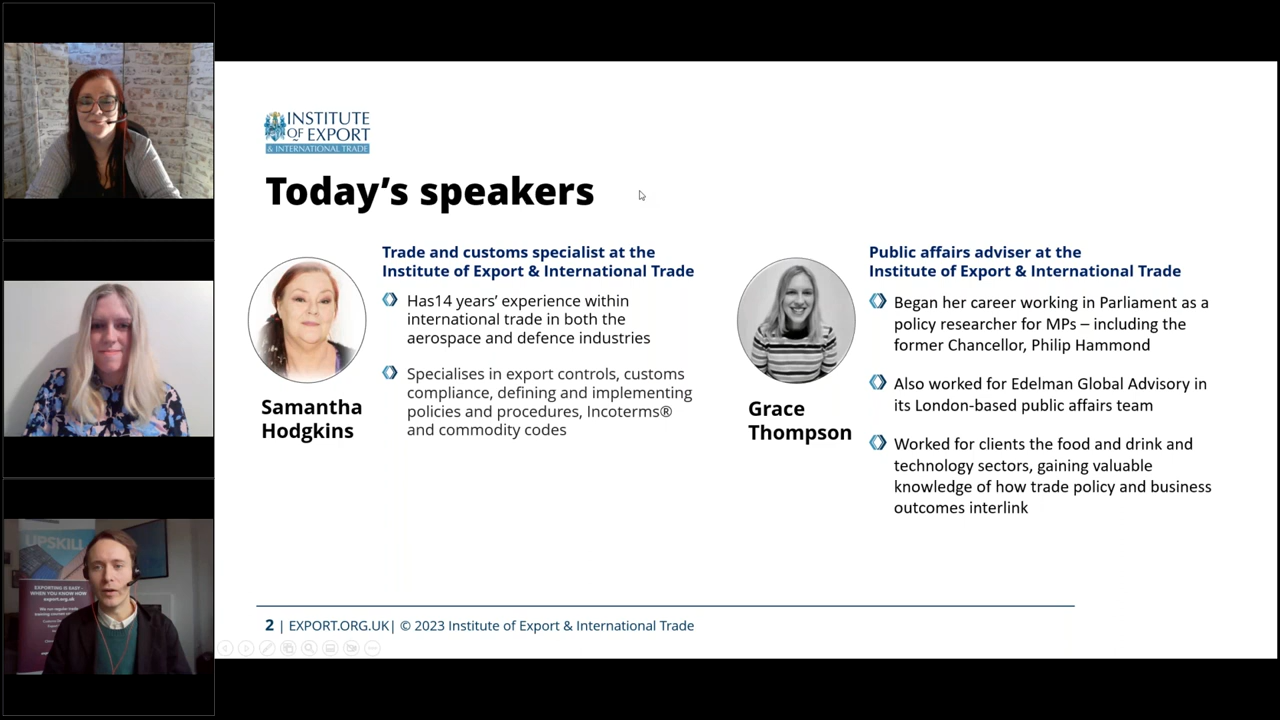 UPSKILL
EXPORTING IS EASY -
WHEN YOU KNOW HOW
export.org.uk
INSTITUTE
OF EXPORT
& INTERNATIONAL TRADE
Today's speakers
Trade and customs specialist at the
Institute of Export & International Trade
Has14 years' experience within
international trade in both the
aerospace and defence industries
Specialises in export controls, customs
compliance, defining and implementing
policies and procedures, Incoterms®
and commodity codes
Samantha
Hodgkins
Public affairs adviser at the
Institute of Export & International Trade
Began her career working in Parliament as a
policy researcher for MPs – including the
former Chancellor, Philip Hammond
Also worked for Edelman Global Advisory in
its London-based public affairs team
Worked for clients the food and drink and
technology sectors, gaining valuable
knowledge of how trade policy and business
outcomes interlink
Grace
Thompson
2 | EXPORT.ORG.UK| © 2023 Institute of Export & International Trade